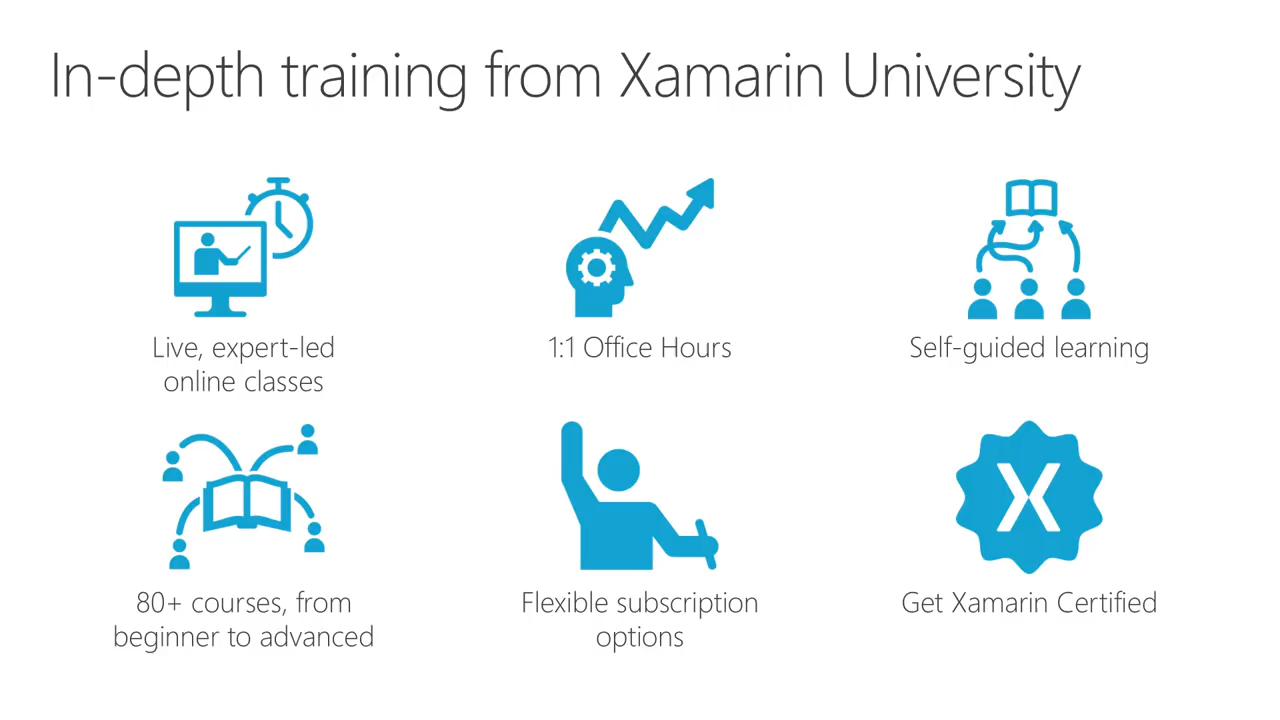 In-depth training from Xamarin University
Live, expert-led
online classes
1:1 Office Hours
Self-guided learning
X
80+ courses, from
beginner to advanced
Flexible subscription
options
Get Xamarin Certified